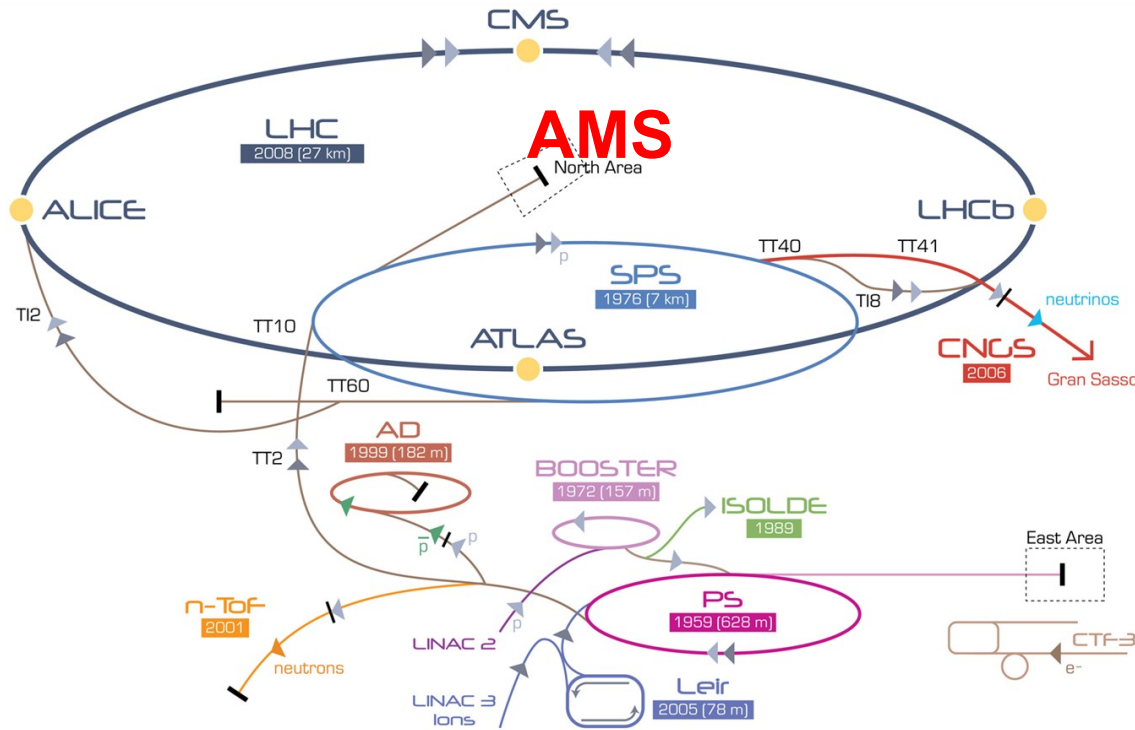 CMS
AMS
LHC
2008 (27 km)
North Area
ALICE
LHCb
TT40
TT41
p
SPS
1976 (7 km)
TI8
neutrinos
TI2
TT10
ATLAS
CNGS
2006
Gran Sasso
TT60
AD
1999 (182 m)
TT2
BOOSTER
1972 (157 m)
ISOLDE
1989
p
p̅
East Area
n-ToF
2001
PS
1959 (628 m)
p
LINAC 2
neutrons
CTF-3
e-
LINAC 3
Ions
Leir
2005 (78 m)